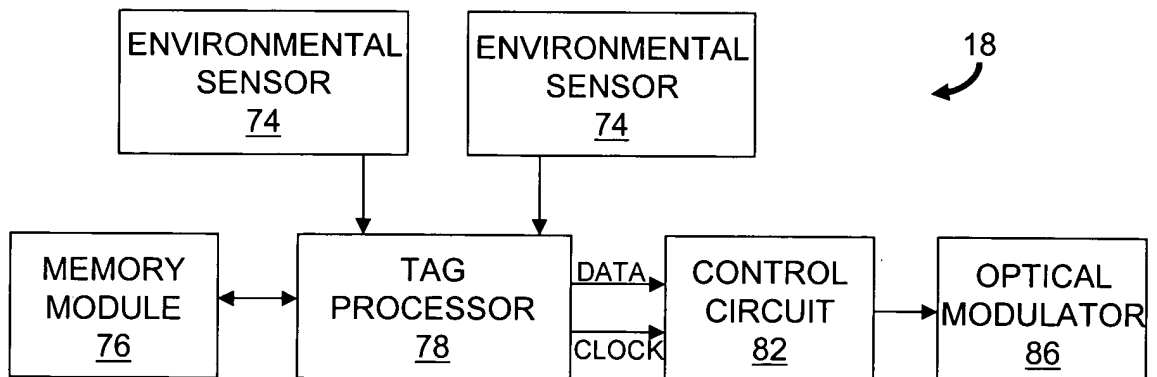 ENVIRONMENTAL
SENSOR
74
ENVIRONMENTAL
SENSOR
74
18
MEMORY
MODULE
76
TAG
PROCESSOR
78
DATA
CLOCK
CONTROL
CIRCUIT
82
OPTICAL
MODULATOR
86